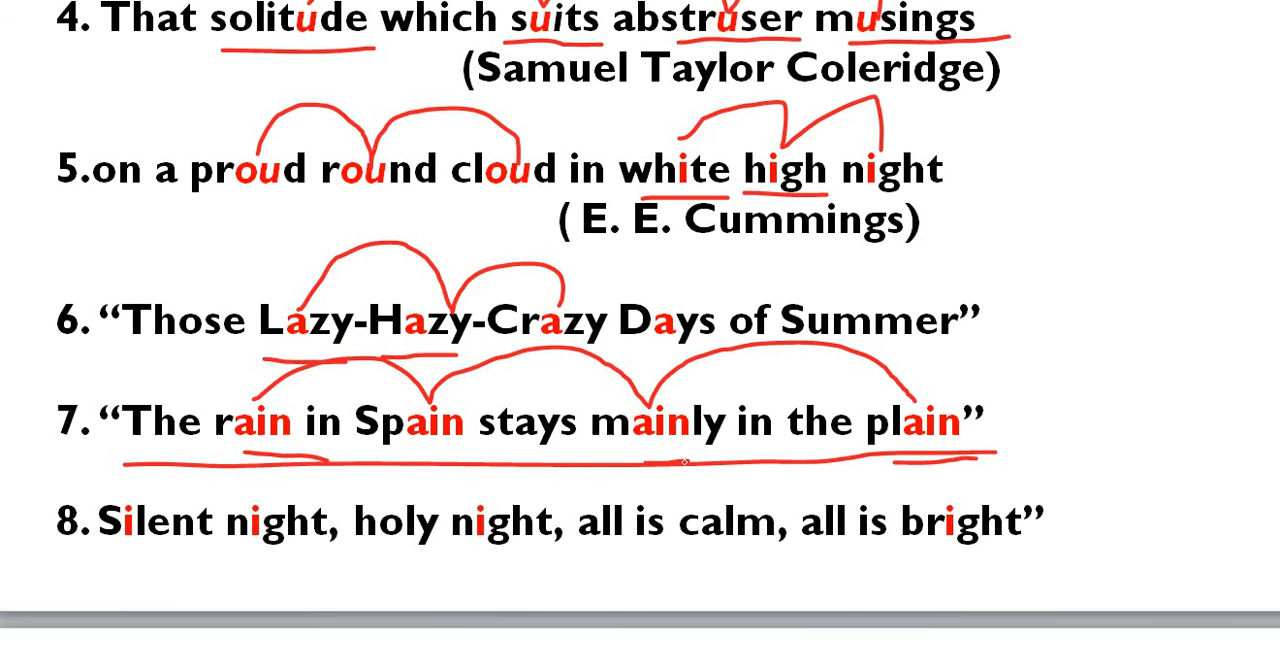 4. That solitude which suits abstruser musings
(Samuel Taylor Coleridge)
5.on a proud round cloud in white high night
( E. E. Cummings)
6. “Those Lazy-Hazy-Crazy Days of Summer”
7. “The rain in Spain stays mainly in the plain”
8. Silent night, holy night, all is calm, all is bright”